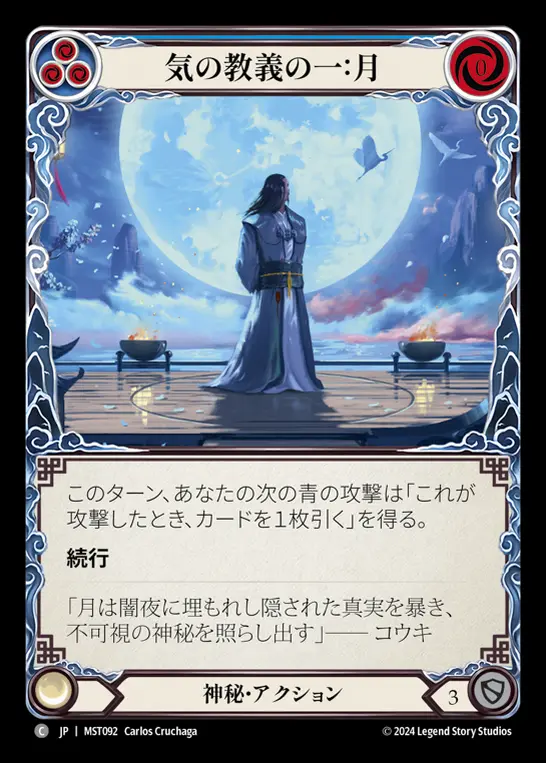 気の教義の一:月
0
このターン、あなたの次の青の攻撃は「これが
攻撃したとき、カードを1枚引く」を得る。
続行
「月は闇夜に埋もれし隠された真実を暴き、
不可視の神秘を照らし出す」── コウキ
神秘・アクション
3
C JP | MST092 Carlos Cruchaga
© 2024 Legend Story Studios